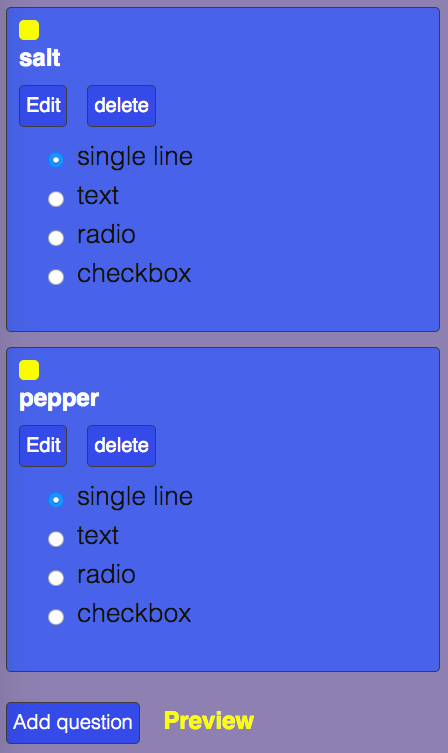 salt
Edit delete
single line
text
radio
checkbox
pepper
Edit delete
single line
text
radio
checkbox
Add question Preview